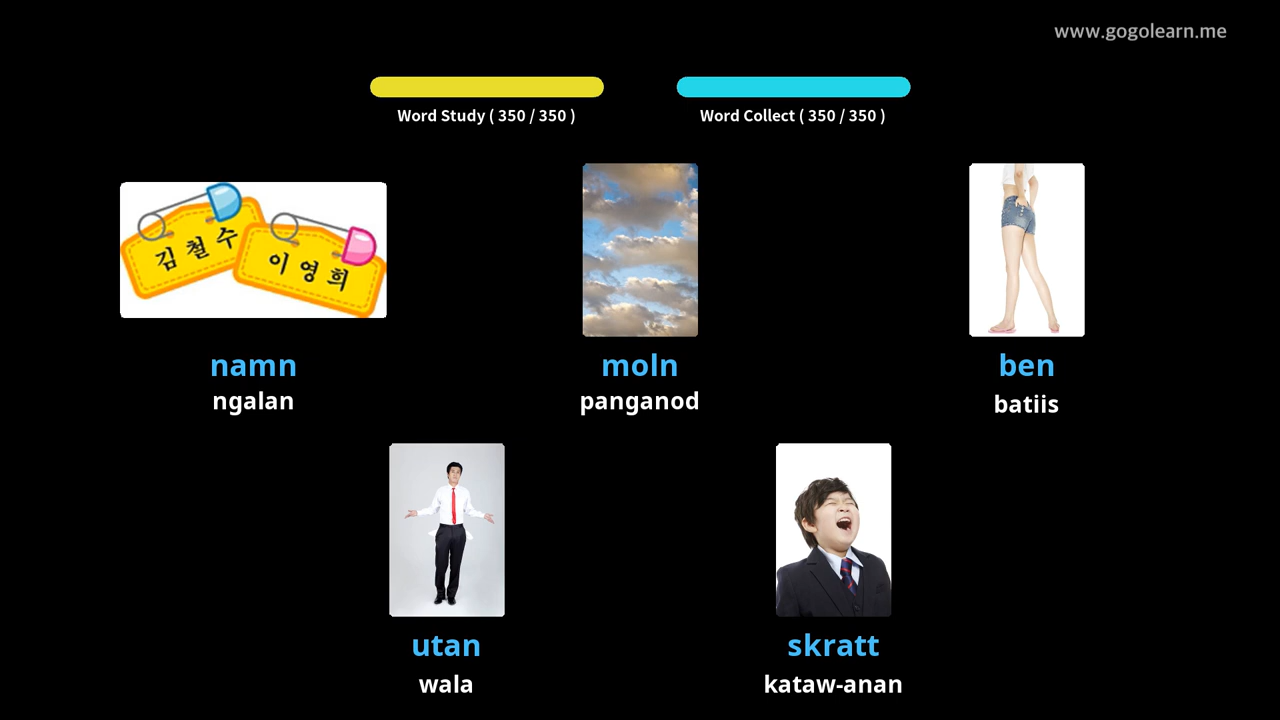 www.gogolearn.me
Word Study ( 350 / 350 )
Word Collect ( 350 / 350 )
김철수
이영희
namn
ngalan
moln
panganod
ben
batiis
utan
wala
skratt
kataw-anan